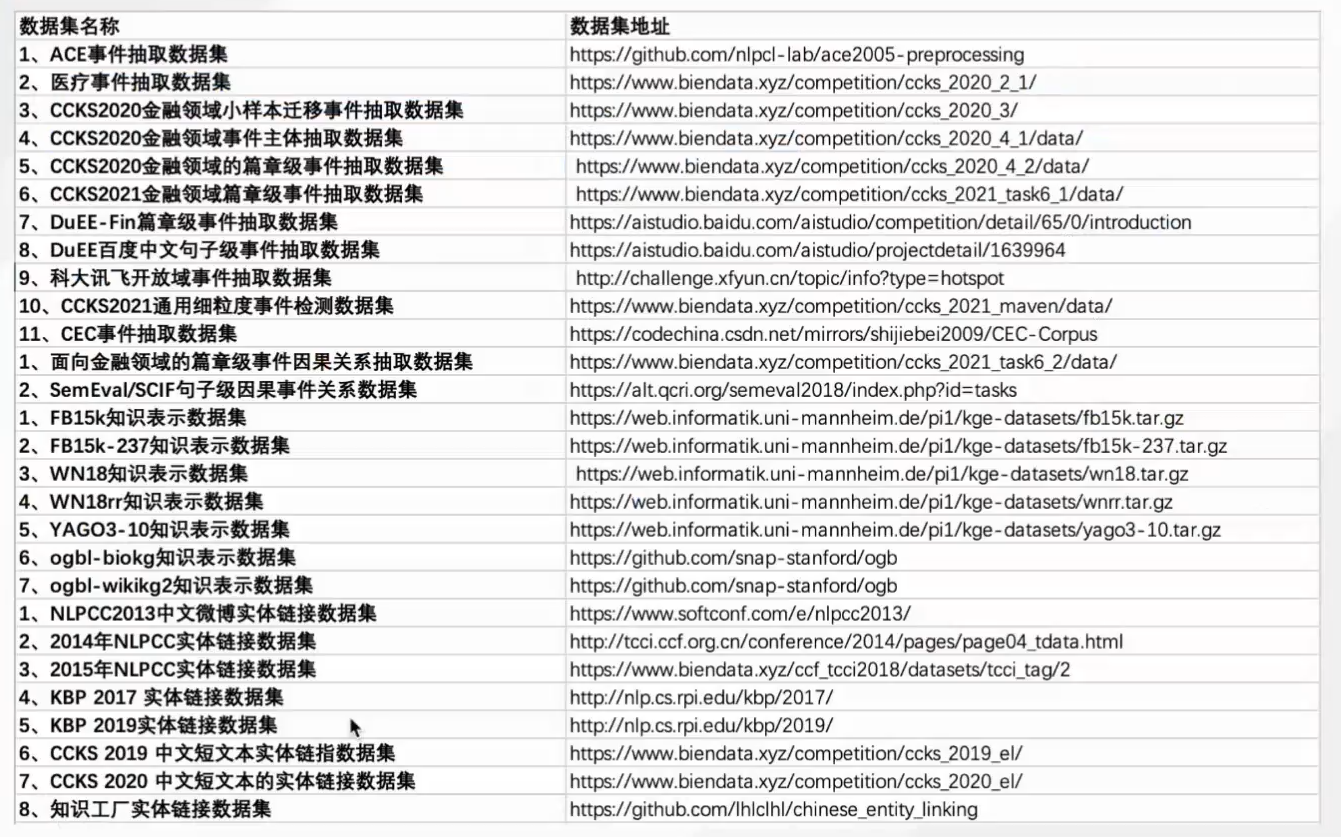 数据集名称 数据集地址
1、ACE事件抽取数据集 https://github.com/nlpcl-lab/ace2005-preprocessing
2、医疗事件抽取数据集 https://www.biendata.xyz/competition/ccks_2020_2_1/
3、CCKS2020金融领域小样本迁移事件抽取数据集 https://www.biendata.xyz/competition/ccks_2020_3/
4、CCKS2020金融领域事件主体抽取数据集 https://www.biendata.xyz/competition/ccks_2020_4_1/data/
5、CCKS2020金融领域的篇章级事件抽取数据集 https://www.biendata.xyz/competition/ccks_2020_4_2/data/
6、CCKS2021金融领域篇章级事件抽取数据集 https://www.biendata.xyz/competition/ccks_2021_task6_1/data/
7、DuEE-Fin篇章级事件抽取数据集 https://aistudio.baidu.com/aistudio/competition/detail/65/0/introduction
8、DuEE百度中文句子级事件抽取数据集 https://aistudio.baidu.com/aistudio/projectdetail/1639964
9、科大讯飞开放域事件抽取数据集 http://challenge.xfyun.cn/topic/info?type=hotspot
10、CCKS2021通用细粒度事件检测数据集 https://www.biendata.xyz/competition/ccks_2021_maven/data/
11、CEC事件抽取数据集 https://codechina.csdn.net/mirrors/shijiebei2009/CEC-Corpus
1、面向金融领域的篇章级事件因果关系抽取数据集 https://www.biendata.xyz/competition/ccks_2021_task6_2/data/
2、SemEval/SCIF句子级因果事件关系数据集 https://alt.qcri.org/semeval2018/index.php?id=tasks
1、FB15k知识表示数据集 https://web.informatik.uni-mannheim.de/pi1/kge-datasets/fb15k.tar.gz
2、FB15k-237知识表示数据集 https://web.informatik.uni-mannheim.de/pi1/kge-datasets/fb15k-237.tar.gz
3、WN18知识表示数据集 https://web.informatik.uni-mannheim.de/pi1/kge-datasets/wn18.tar.gz
4、WN18rr知识表示数据集 https://web.informatik.uni-mannheim.de/pi1/kge-datasets/wnrr.tar.gz
5、YAGO3-10知识表示数据集 https://web.informatik.uni-mannheim.de/pi1/kge-datasets/yago3-10.tar.gz
6、ogbl-biokg知识表示数据集 https://github.com/snap-stanford/ogb
7、ogbl-wikikg2知识表示数据集 https://github.com/snap-stanford/ogb
1、NLPCC2013中文微博实体链接数据集 https://www.softconf.com/e/nlpcc2013/
2、2014年NLPCC实体链接数据集 http://tcci.ccf.org.cn/conference/2014/pages/page04_tdata.html
3、2015年NLPCC实体链接数据集 https://www.biendata.xyz/ccf_tcci2018/datasets/tcci_tag/2
4、KBP 2017 实体链接数据集 http://nlp.cs.rpi.edu/kbp/2017/
5、KBP 2019实体链接数据集 http://nlp.cs.rpi.edu/kbp/2019/
6、CCKS 2019 中文短文本实体链指数据集 https://www.biendata.xyz/competition/ccks_2019_el/
7、CCKS 2020 中文短文本的实体链接数据集 https://www.biendata.xyz/competition/ccks_2020_el/
8、知识工厂实体链接数据集 https://github.com/lhlclhl/chinese_entity_linking